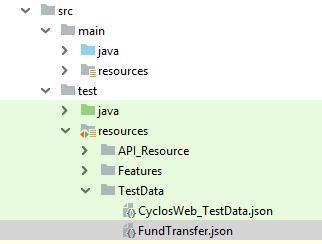 src
main
java
resources
test
java
resources
API_Resource
Features
TestData
CyclosWeb_TestData.json
FundTransfer.json